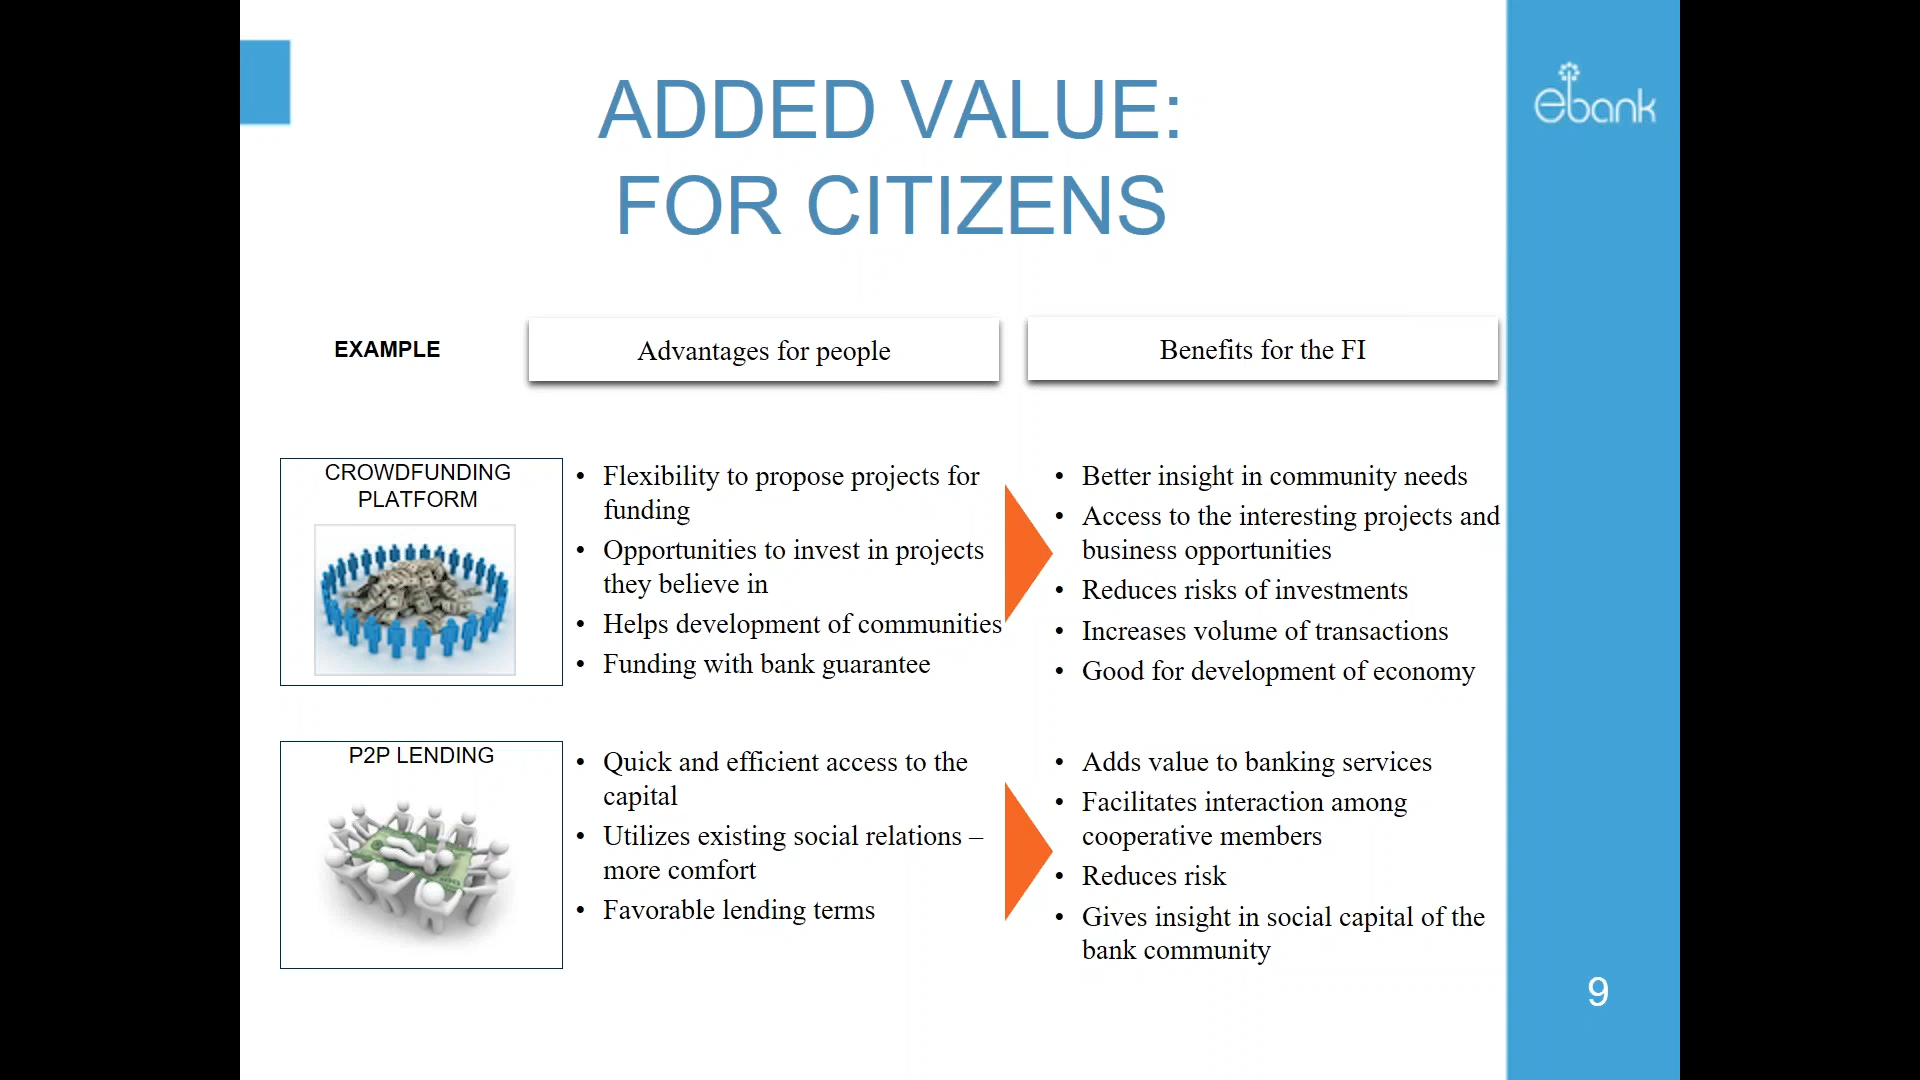 ebank
ADDED VALUE:
FOR CITIZENS
EXAMPLE
Advantages for people
Benefits for the FI
CROWDFUNDING
PLATFORM
• Flexibility to propose projects for
funding
• Opportunities to invest in projects
they believe in
• Helps development of communities
• Funding with bank guarantee
• Better insight in community needs
• Access to the interesting projects and
business opportunities
• Reduces risks of investments
• Increases volume of transactions
• Good for development of economy
P2P LENDING
• Quick and efficient access to the
capital
• Utilizes existing social relations –
more comfort
• Favorable lending terms
• Adds value to banking services
• Facilitates interaction among
cooperative members
• Reduces risk
• Gives insight in social capital of the
bank community
9